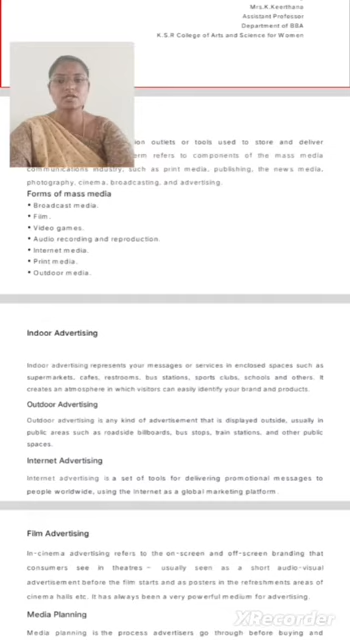 Mrs.K.Keerthana
Assistant Professor
Department of BBA
K.S.R College of Arts and Science for Women
ion outlets or tools used to store and deliver
orm refers to components of the mass media
communications industry, such as print media, publishing, the news media,
photography, cinema, broadcasting, and advertising.
Forms of mass media
• Broadcast media.
• Film.
• Video games.
• Audio recording and reproduction.
• Internet media.
• Print media.
• Outdoor media.
Indoor Advertising
Indoor advertising represents your messages or services in enclosed spaces such as
supermarkets, cafes, restrooms, bus stations, sports clubs, schools and others. It
creates an atmosphere in which visitors can easily identify your brand and products.
Outdoor Advertising
Outdoor advertising is any kind of advertisement that is displayed outside, usually in
public areas such as roadside billboards, bus stops, train stations, and other public
spaces.
Internet Advertising
Internet advertising is a set of tools for delivering promotional messages to
people worldwide, using the Internet as a global marketing platform.
Film Advertising
In-cinema advertising refers to the on-screen and off-screen branding that
consumers see in theatres – usually seen as a short audio-visual
advertisement before the film starts and as posters in the refreshments areas of
cinema halls etc. It has always been a very powerful medium for advertising.
Media Planning
Media planning is the process advertisers go through before buying and
XRecorder